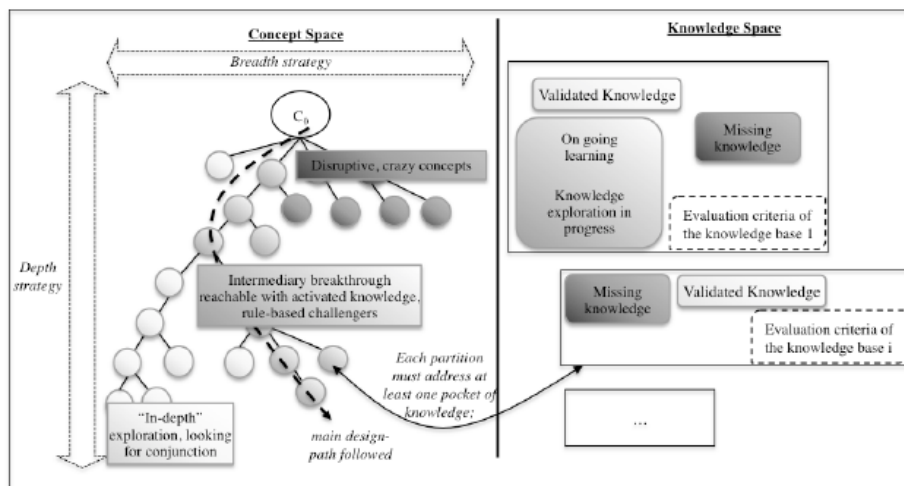 Concept Space
Breadth strategy
Depth
strategy
C0
Disruptive, crazy concepts
Intermediary breakthrough
reachable with activated knowledge,
rule-based challengers
Each partition
must address at
least one pocket of
knowledge;
"In-depth"
exploration, looking
for conjunction
main design-
path followed
Knowledge Space
Validated Knowledge
On going
learning
Knowledge
exploration in
progress
Missing
knowledge
Evaluation criteria of
the knowledge base 1
Missing
knowledge
Validated Knowledge
Evaluation criteria of
the knowledge base i
...